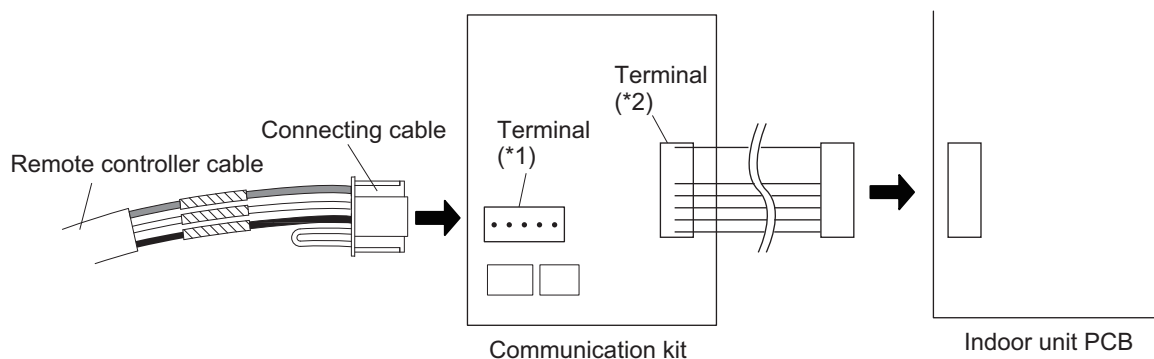 Terminal
(*2)
Connecting cable
Terminal
(*1)
Remote controller cable
Communication kit
Indoor unit PCB